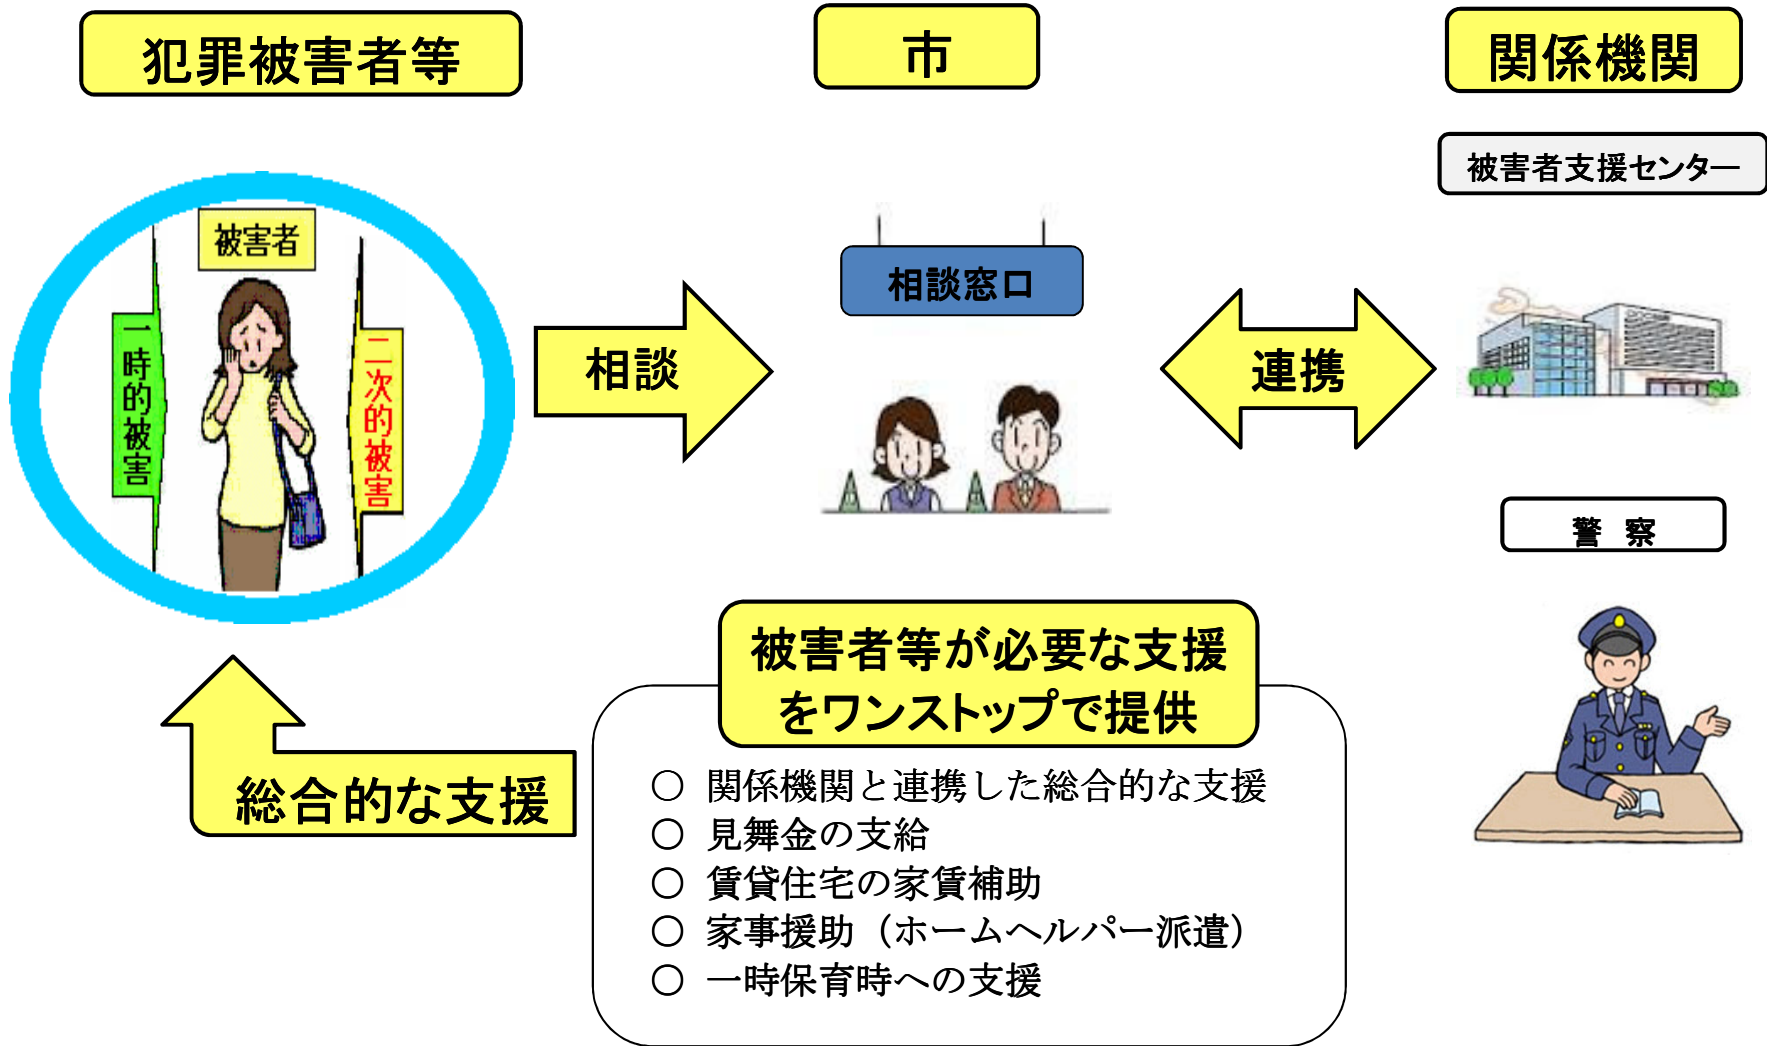 犯罪被害者等
市
関係機関
被害者支援センター
被害者
一時的被害
二次的被害
相談
相談窓口
連携
警 察
被害者等が必要な支援
をワンストップで提供
総合的な支援
○ 関係機関と連携した総合的な支援
○ 見舞金の支給
○ 賃貸住宅の家賃補助
○ 家事援助（ホームヘルパー派遣）
○ 一時保育時への支援